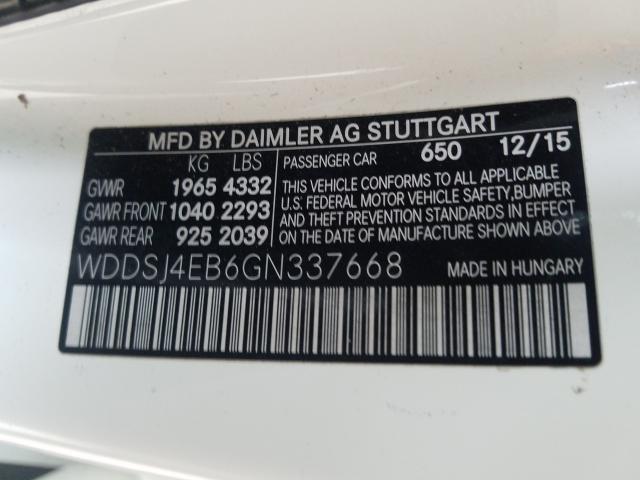 MFD BY DAIMLER AG STUTTGART
KG LBS
GVWR 1965 4332
GAWR FRONT 1040 2293
GAWR REAR 925 2039
PASSENGER CAR 650 12/15
THIS VEHICLE CONFORMS TO ALL APPLICABLE
U.S. FEDERAL MOTOR VEHICLE SAFETY, BUMPER
AND THEFT PREVENTION STANDARDS IN EFFECT
ON DATE OF MANUFACTURE SHOWN ABOVE
WDDSJ4EB6GN337668 MADE IN HUNGARY